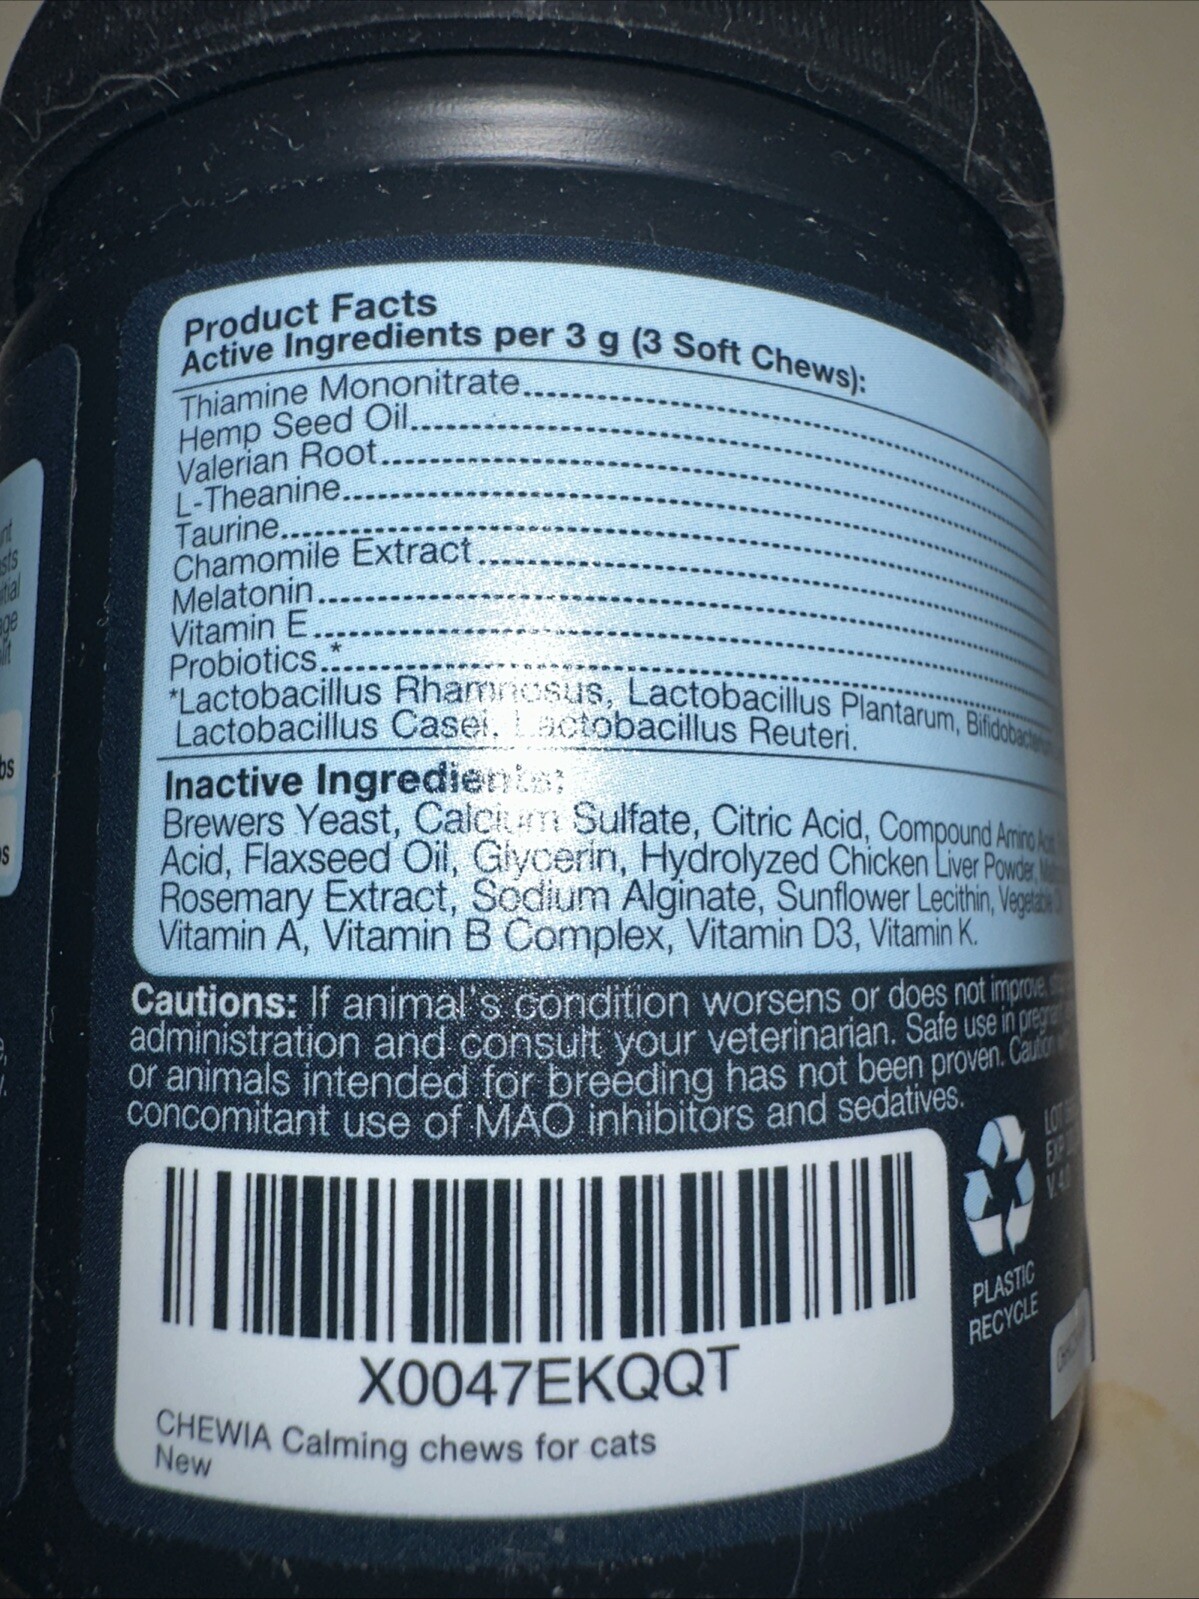 Product Facts
Active Ingredients per 3 g (3 Soft Chews):
Thiamine Mononitrate
Hemp Seed Oil
Valerian Root
L-Theanine
Taurine
Chamomile Extract
Melatonin
Vitamin E
Probiotics*
*Lactobacillus Rhamnosus, Lactobacillus Plantarum,
Lactobacillus Casei, Lactobacillus Reuteri.
Inactive Ingredients:
Brewers Yeast, Calcium Sulfate, Citric Acid, Compound Amino Acid,
Acid, Flaxseed Oil, Glycerin, Hydrolyzed Chicken Liver Powder,
Rosemary Extract, Sodium Alginate, Sunflower Lecithin, Vegetable Oil
Vitamin A, Vitamin B Complex, Vitamin D3, Vitamin K.
Cautions: If animal's condition worsens or does not improve,
administration and consult your veterinarian. Safe use in
or animals intended for breeding has not been proven. Caution
concomitant use of MAO inhibitors and sedatives.
X0047EKQQT
CHEWIA Calming chews for cats
New
PLASTIC
RECYCLE